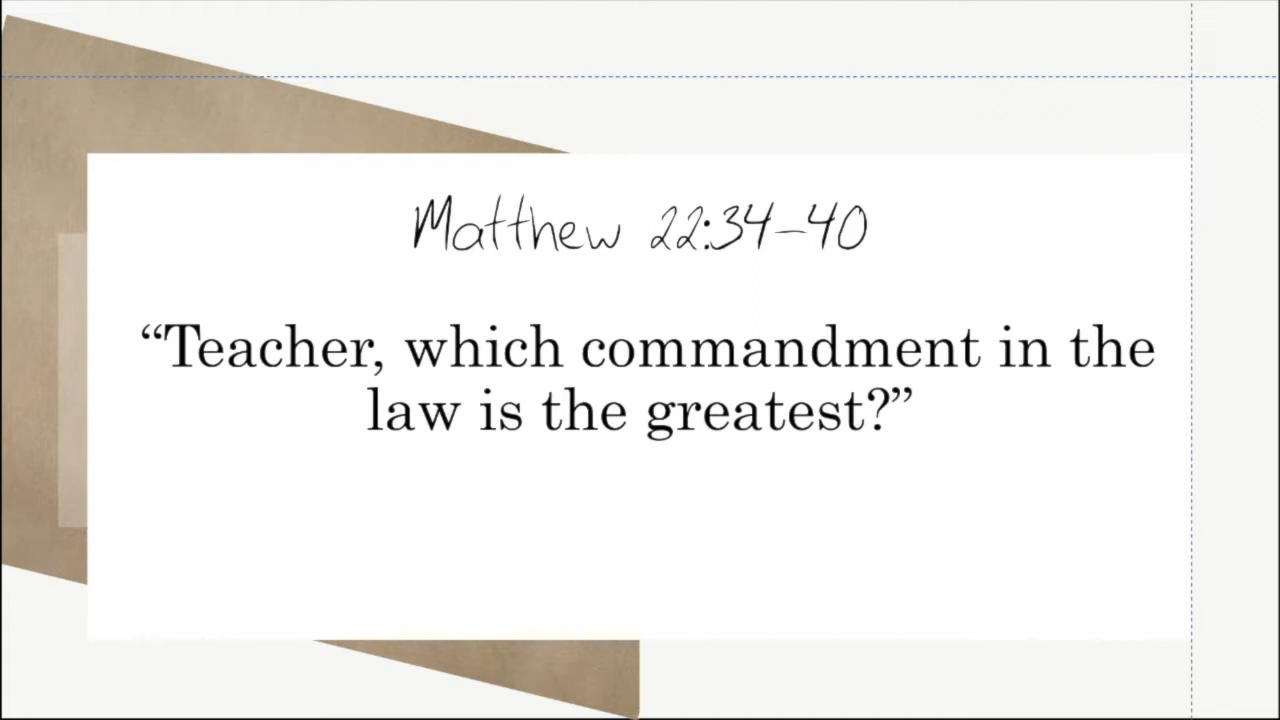 Matthew 22:34–40
“Teacher, which commandment in the
law is the greatest?”